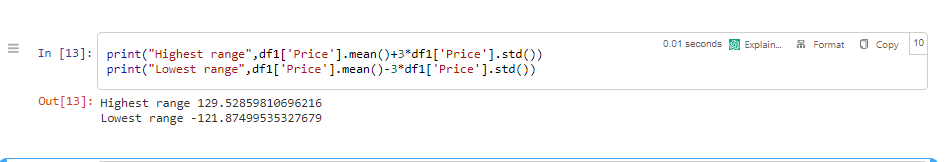 0.01 seconds Explain... Format Copy 10
In [13]: print("Highest range",df1['Price'].mean()+3*df1['Price'].std())
print("Lowest range",df1['Price'].mean()-3*df1['Price'].std())
Out[13]: Highest range 129.52859810696216
Lowest range -121.87499535327679